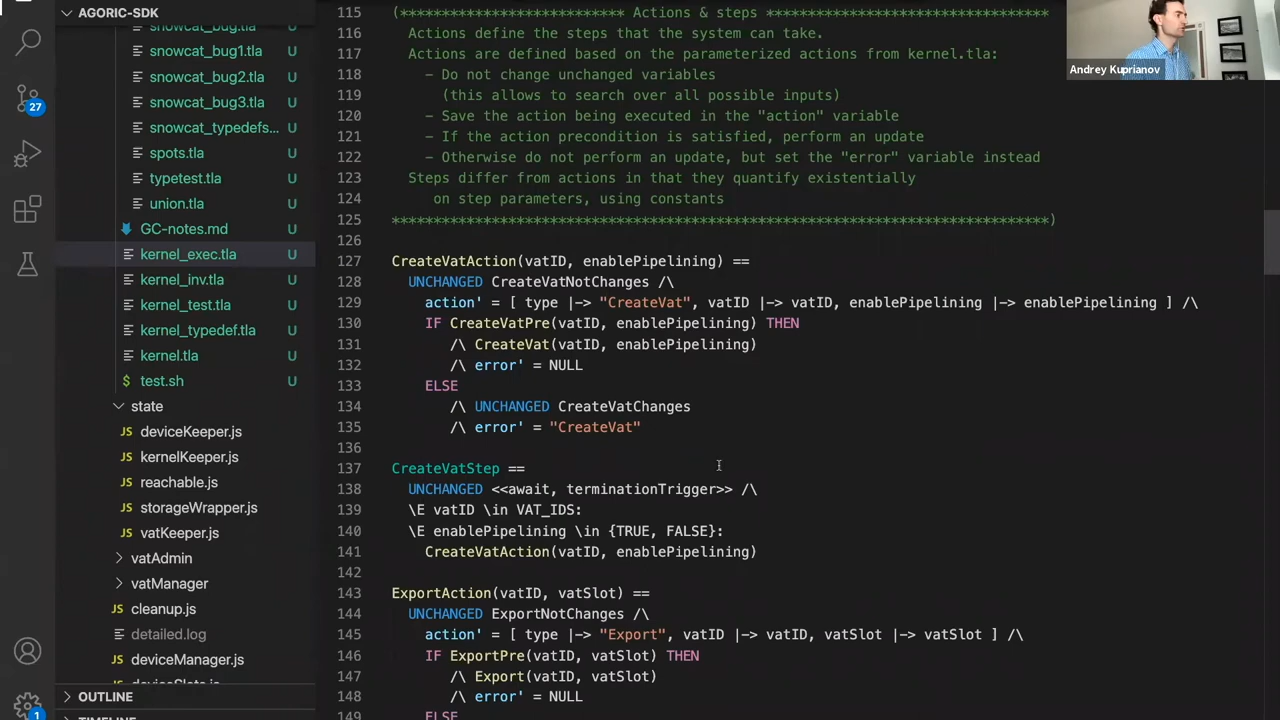 AGORIC-SDK
snowcat_bug.tla U
snowcat_bug1.tla U
snowcat_bug2.tla U
snowcat_bug3.tla U
snowcat_typedefs... U
spots.tla U
typetest.tla U
union.tla U
GC-notes.md U
kernel_exec.tla U
kernel_inv.tla U
kernel_test.tla U
kernel_typedef.tla U
kernel.tla U
$ test.sh U
state
JS deviceKeeper.js
JS kernelKeeper.js
JS reachable.js
JS storageWrapper.js
JS vatKeeper.js
vatAdmin
vatManager
JS cleanup.js
detailed.log
JS deviceManager.js
JS deviceSlots.js
OUTLINE
TIMELINE
27
1
115 (**************************** Actions & steps **********************************
116 Actions define the steps that the system can take.
117 Actions are defined based on the parameterized actions from kernel.tla:
118 - Do not change unchanged variables
119 (this allows to search over all possible inputs)
120 - Save the action being executed in the "action" variable
121 - If the action precondition is satisfied, perform an update
122 - Otherwise do not perform an update, but set the "error" variable instead
123 Steps differ from actions in that they quantify existentially
124 on step parameters, using constants
125 *******************************************************************************)
126
127 CreateVatAction(vatID, enablePipelining) ==
128 UNCHANGED CreateVatNotChanges /\
129 action' = [ type |-> "CreateVat", vatID |-> vatID, enablePipelining |-> enablePipelining ] /\
130 IF CreateVatPre(vatID, enablePipelining) THEN
131 /\ CreateVat(vatID, enablePipelining)
132 /\ error' = NULL
133 ELSE
134 /\ UNCHANGED CreateVatChanges
135 /\ error' = "CreateVat"
136
137 CreateVatStep ==
138 UNCHANGED <<await, terminationTrigger>> /\
139 \E vatID \in VAT_IDS:
140 \E enablePipelining \in {TRUE, FALSE}:
141 CreateVatAction(vatID, enablePipelining)
142
143 ExportAction(vatID, vatSlot) ==
144 UNCHANGED ExportNotChanges /\
145 action' = [ type |-> "Export", vatID |-> vatID, vatSlot |-> vatSlot ] /\
146 IF ExportPre(vatID, vatSlot) THEN
147 /\ Export(vatID, vatSlot)
148 /\ error' = NULL
149 ELSE
Andrey Kuprianov